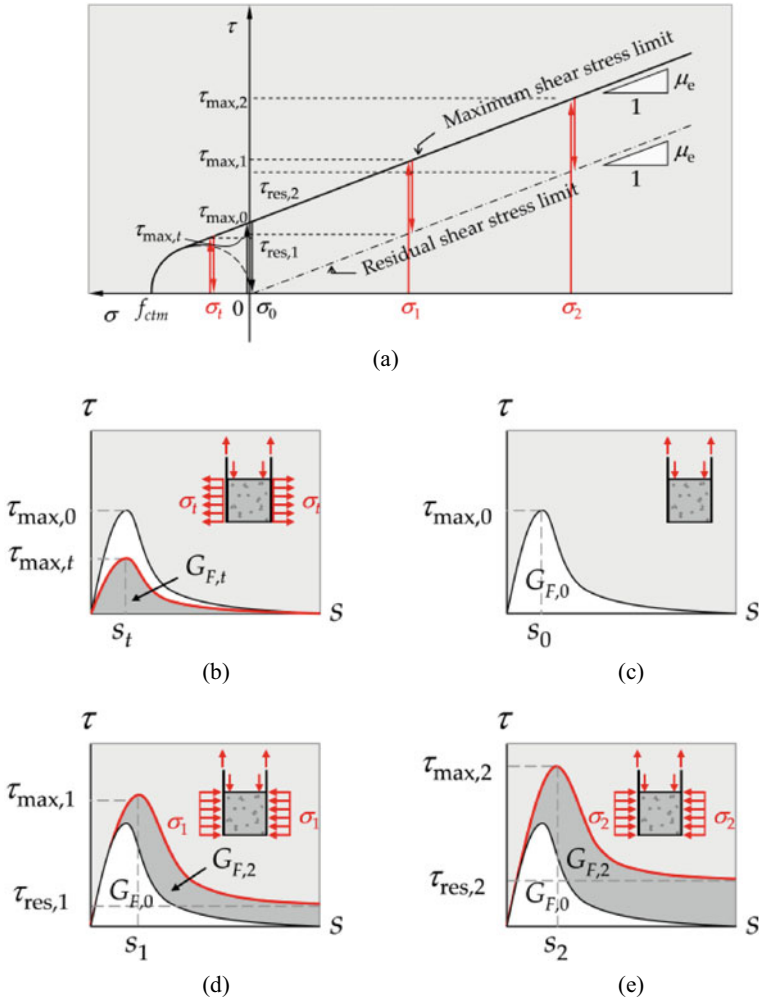 τ
τmax,2
τmax,1
τres,2
τmax,0
τmax,t
τres,1
Maximum shear stress limit
Residual shear stress limit
μe
1
μe
1
σ
fctm
σt
0
σ0
σ1
σ2
(a)
τ
τmax,0
τmax,t
σt
σt
GF,t
st
s
(b)
τ
τmax,0
GF,0
s0
s
(c)
τ
τmax,1
τres,1
σ1
σ1
GF,2
GF,0
s1
s
(d)
τ
τmax,2
τres,2
σ2
σ2
GF,2
GF,0
s2
s
(e)